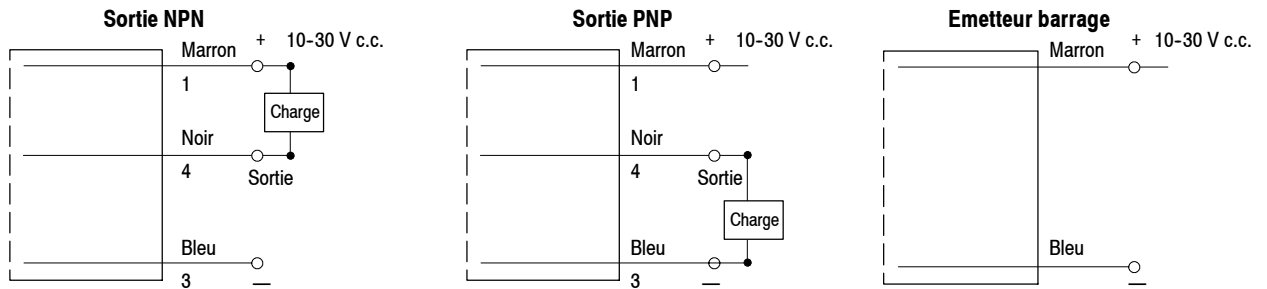 Sortie NPN
Marron + 10-30 V c.c.
1
Charge
Noir
4
Sortie
Bleu
3 —
Sortie PNP
Marron + 10-30 V c.c.
1
Noir
4
Sortie
Charge
Bleu
3 —
Emetteur barrage
Marron + 10-30 V c.c.
Bleu
—